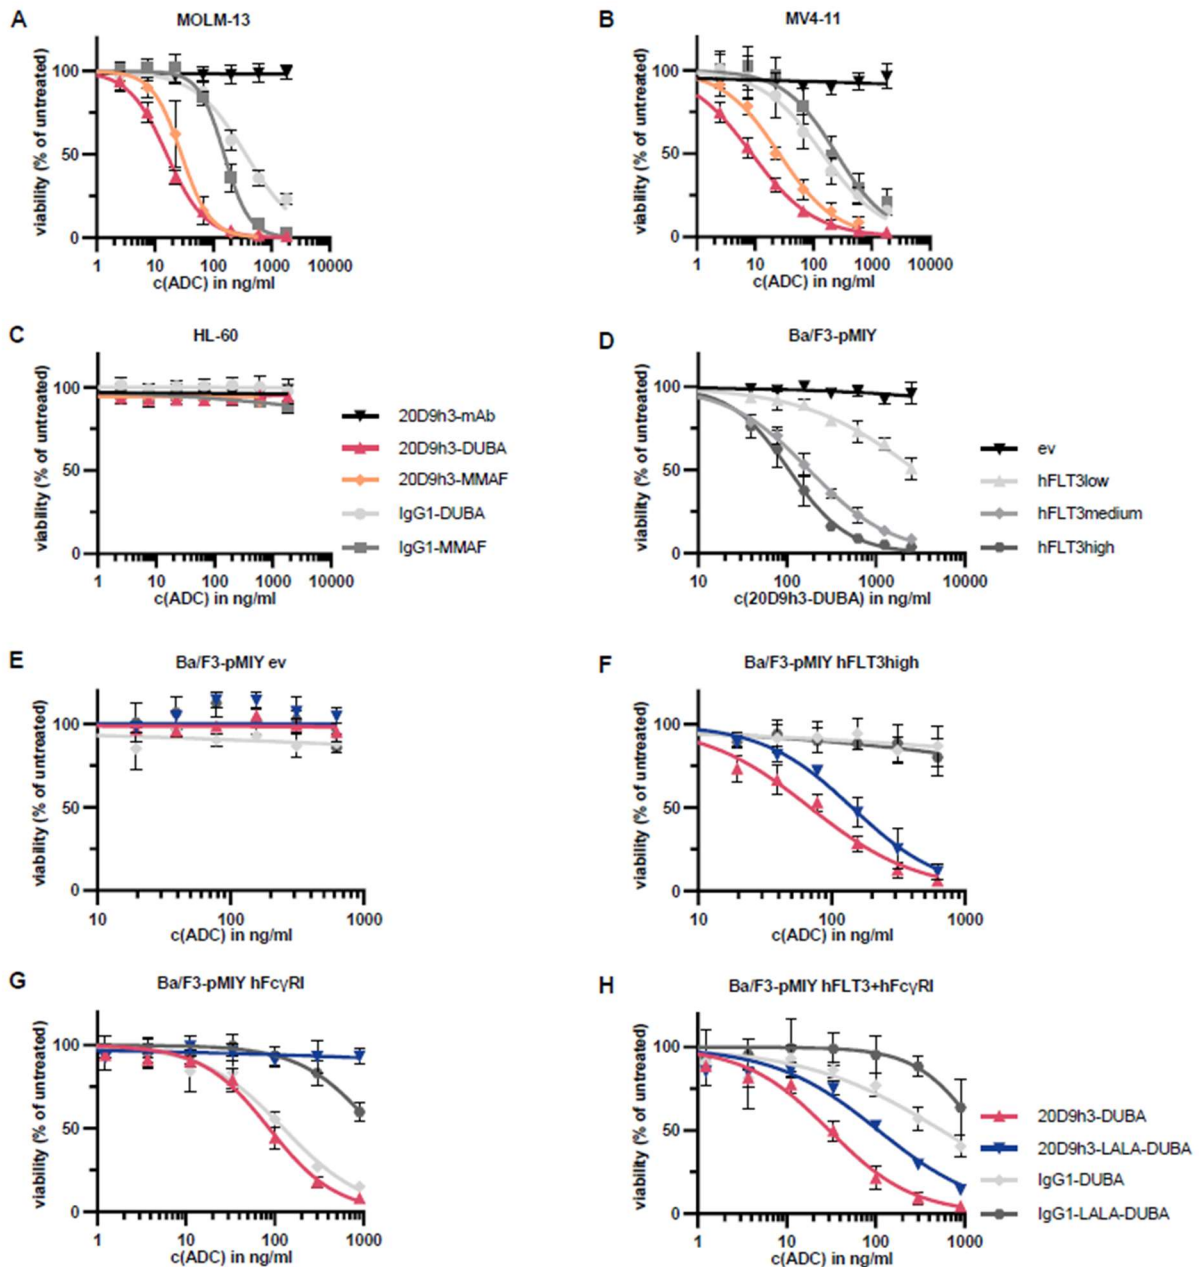 A
MOLM-13
viability (% of untreated)
100
50
0
1 10 100 1000 10000
c(ADC) in ng/ml
B
MV4-11
viability (% of untreated)
100
50
0
1 10 100 1000 10000
c(ADC) in ng/ml
C
HL-60
viability (% of untreated)
100
50
0
1 10 100 1000 10000
c(ADC) in ng/ml
20D9h3-mAb
20D9h3-DUBA
20D9h3-MMAF
IgG1-DUBA
IgG1-MMAF
D
Ba/F3-pMIY
viability (% of untreated)
100
50
0
10 100 1000 10000
c(20D9h3-DUBA) in ng/ml
ev
hFLT3low
hFLT3medium
hFLT3high
E
Ba/F3-pMIY ev
viability (% of untreated)
100
50
0
10 100 1000
c(ADC) in ng/ml
F
Ba/F3-pMIY hFLT3high
viability (% of untreated)
100
50
0
10 100 1000
c(ADC) in ng/ml
G
Ba/F3-pMIY hFcγRI
viability (% of untreated)
100
50
0
1 10 100 1000
c(ADC) in ng/ml
H
Ba/F3-pMIY hFLT3+hFcγRI
viability (% of untreated)
100
50
0
1 10 100 1000
c(ADC) in ng/ml
20D9h3-DUBA
20D9h3-LALA-DUBA
IgG1-DUBA
IgG1-LALA-DUBA